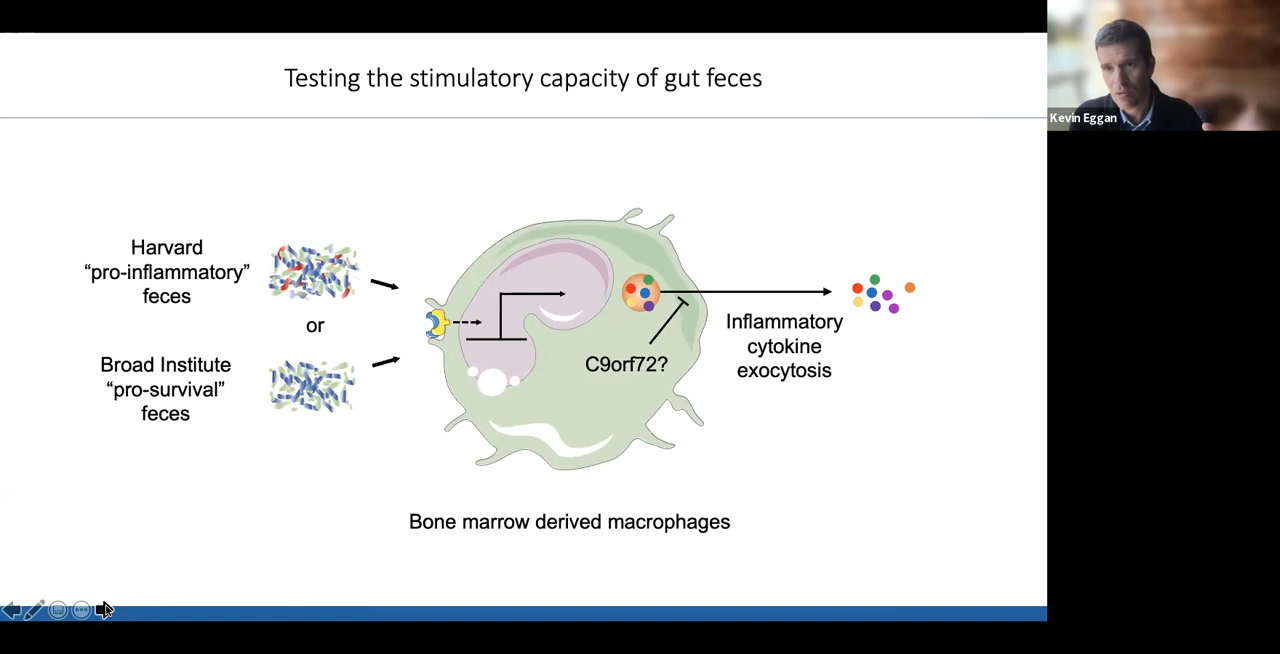 Testing the stimulatory capacity of gut feces
Kevin Eggan
Harvard
“pro-inflammatory”
feces
or
Broad Institute
“pro-survival”
feces
C9orf72?
Inflammatory
cytokine
exocytosis
Bone marrow derived macrophages